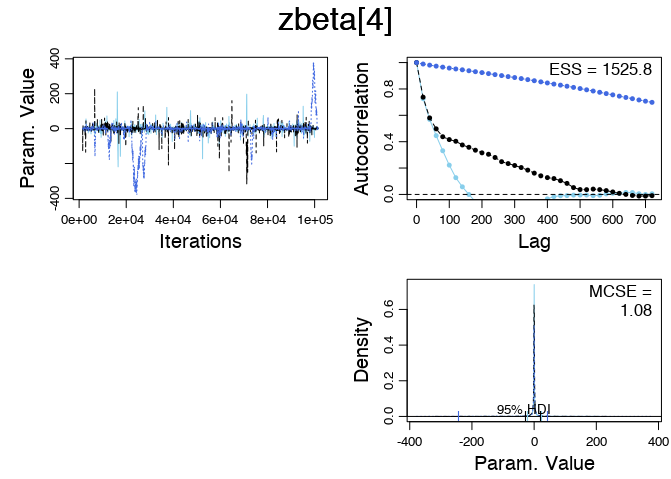 zbeta[4]
Param. Value
-400
0
200
400
0e+00
2e+04
4e+04
6e+04
8e+04
1e+05
Iterations
Autocorrelation
0.0
0.4
0.8
0
100
200
300
400
500
600
700
Lag
ESS = 1525.8
Density
0.0
0.2
0.4
0.6
-400
-200
0
200
400
Param. Value
MCSE =
1.08
95% HDI